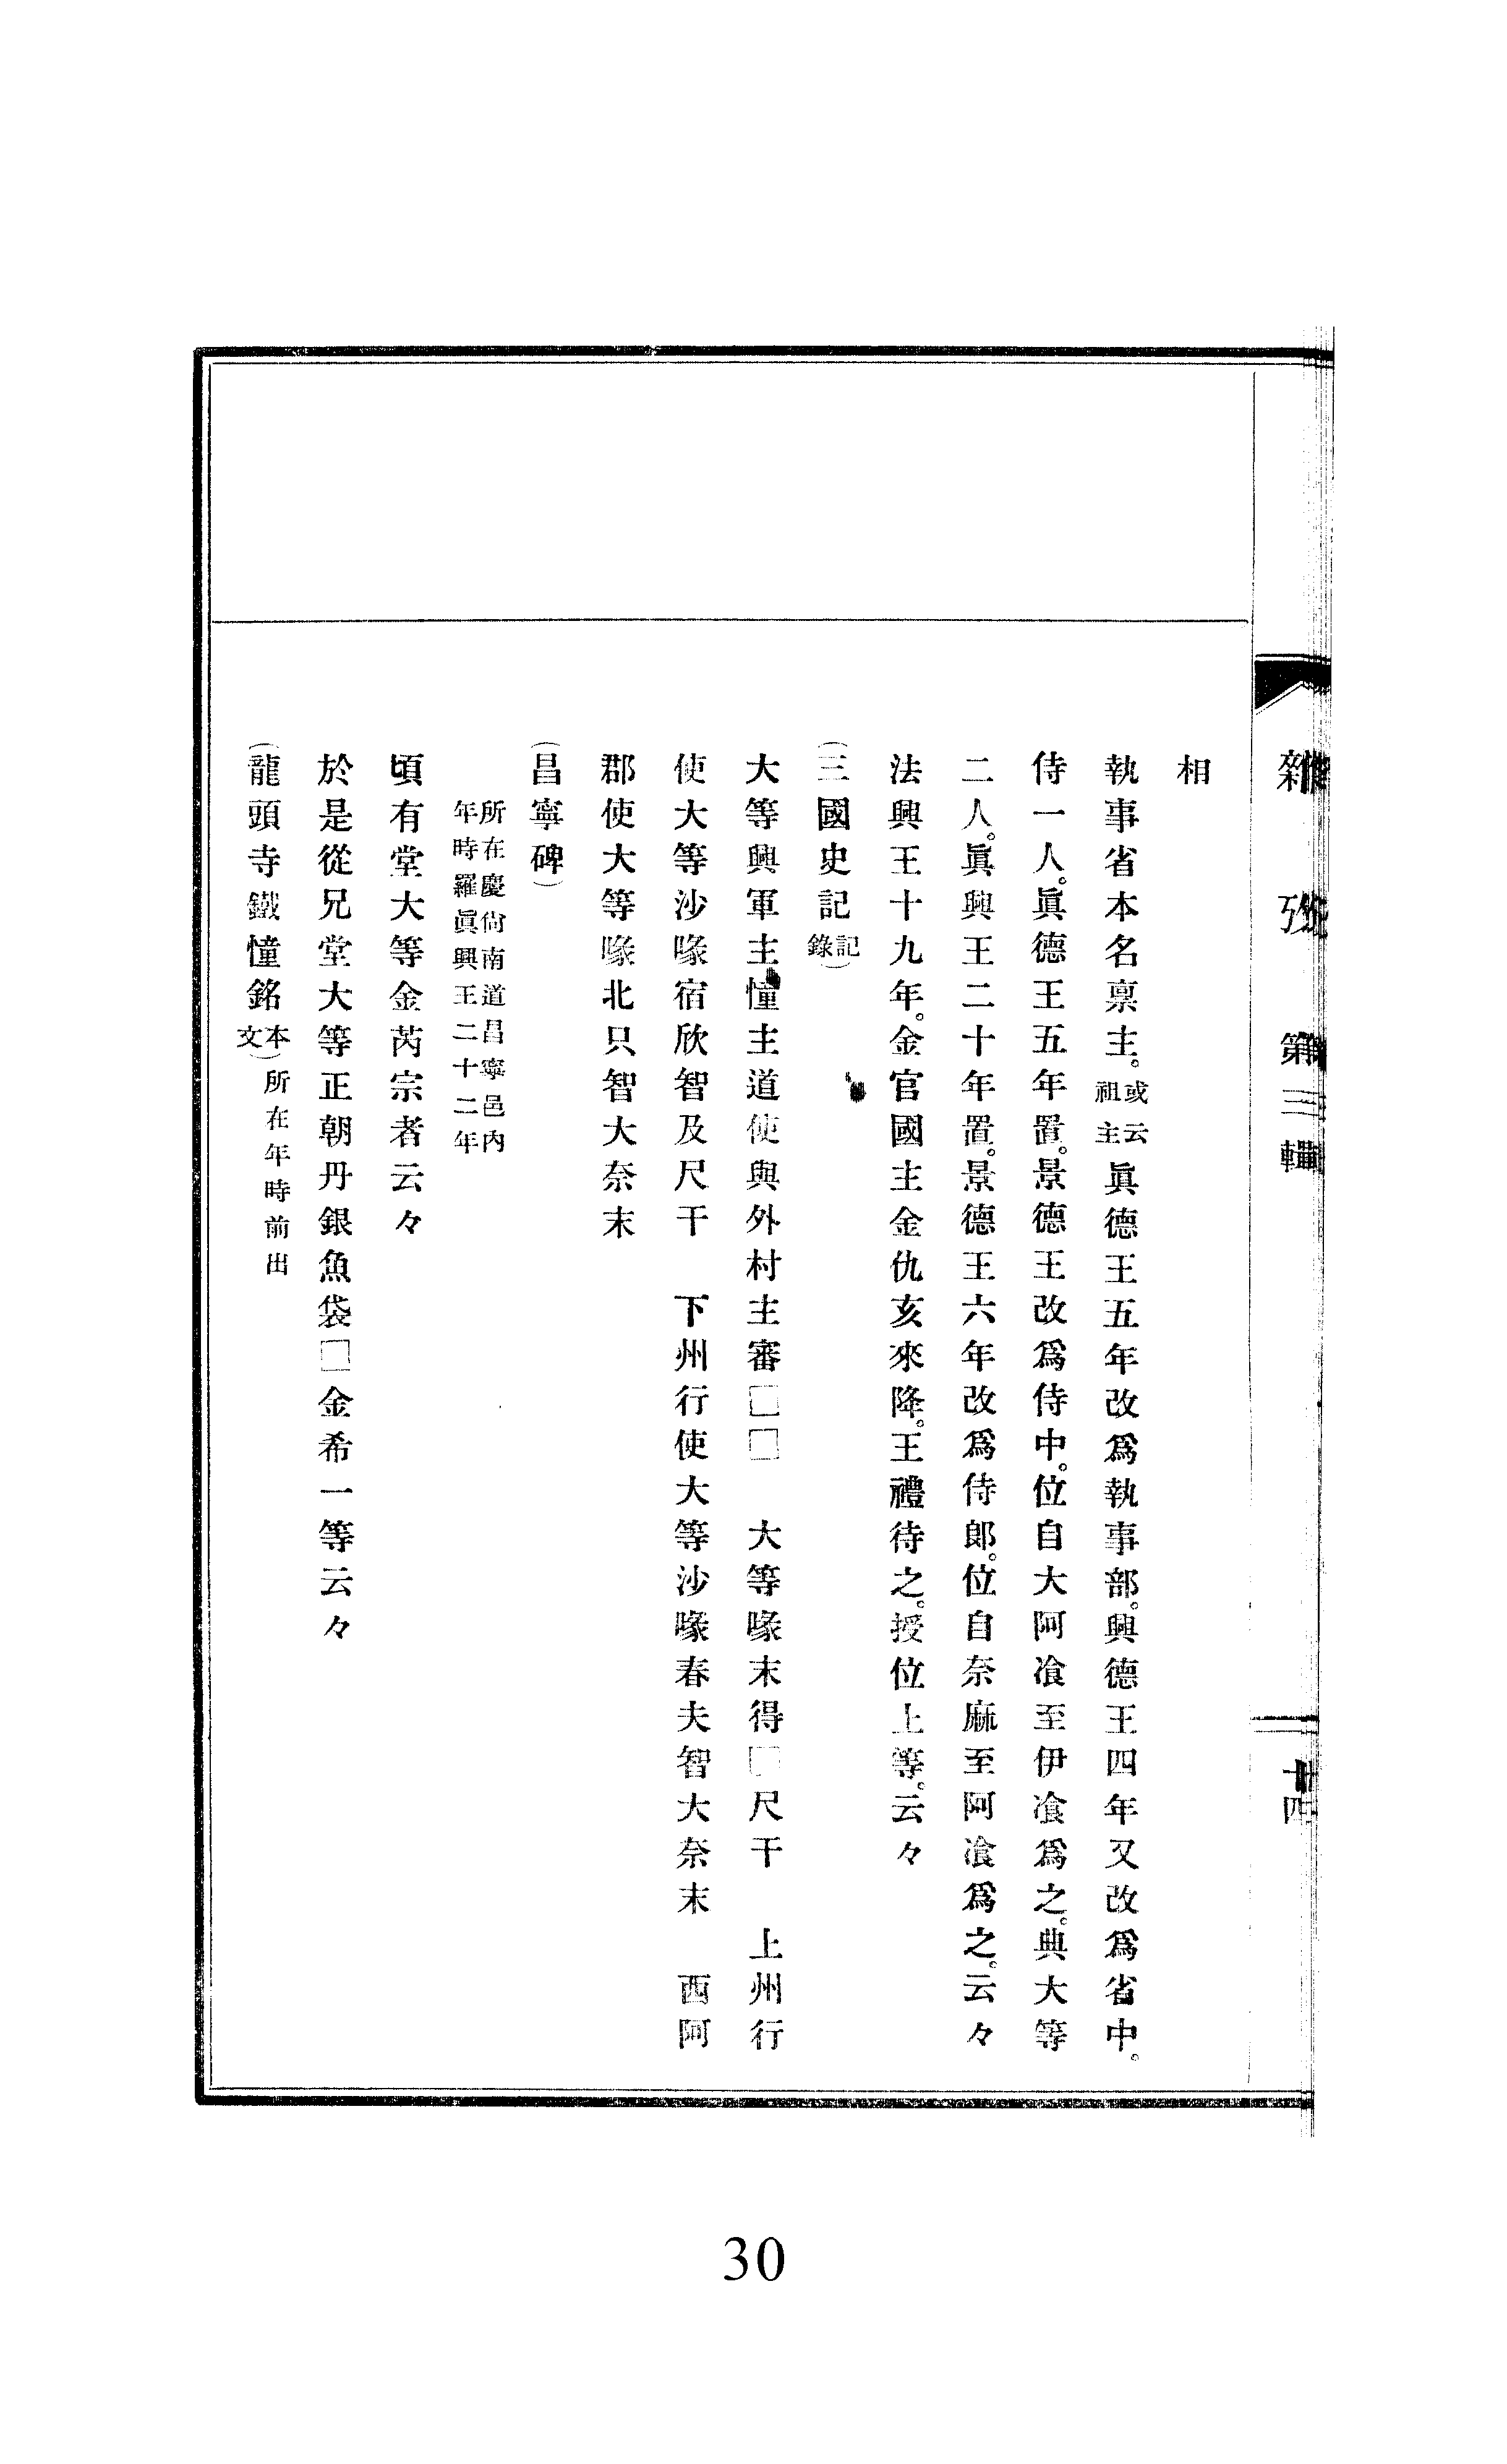 雜攷 第三輯 廿四
相
執事省本名稟主。或云祖主眞德王五年改爲執事部。興德王四年又改爲省中。
侍一人。眞德王五年置。景德王改爲侍中。位自大阿飡至伊飡爲之。典大等
二人。眞興王二十年置。景德王六年改爲侍郎。位自奈麻至阿飡爲之。云々
法興王十九年。金官國主金仇亥來降。王禮待之。授位上等。云々
(三國史記記錄)
大等興軍主憧主道使與外村主審□□　大等喙末得□尺干　上州行
使大等沙喙宿欣智及尺干　下州行使大等沙喙春夫智大奈末　西阿
郡使大等喙北只智大奈末
(昌寧碑)
所在慶尙南道昌寧邑內
年時羅眞興王二十二年
頃有堂大等金芮宗者云々
於是從兄堂大等正朝丹銀魚袋□金希一等云々
(龍頭寺鐵憧銘本文)所在年時前出
30